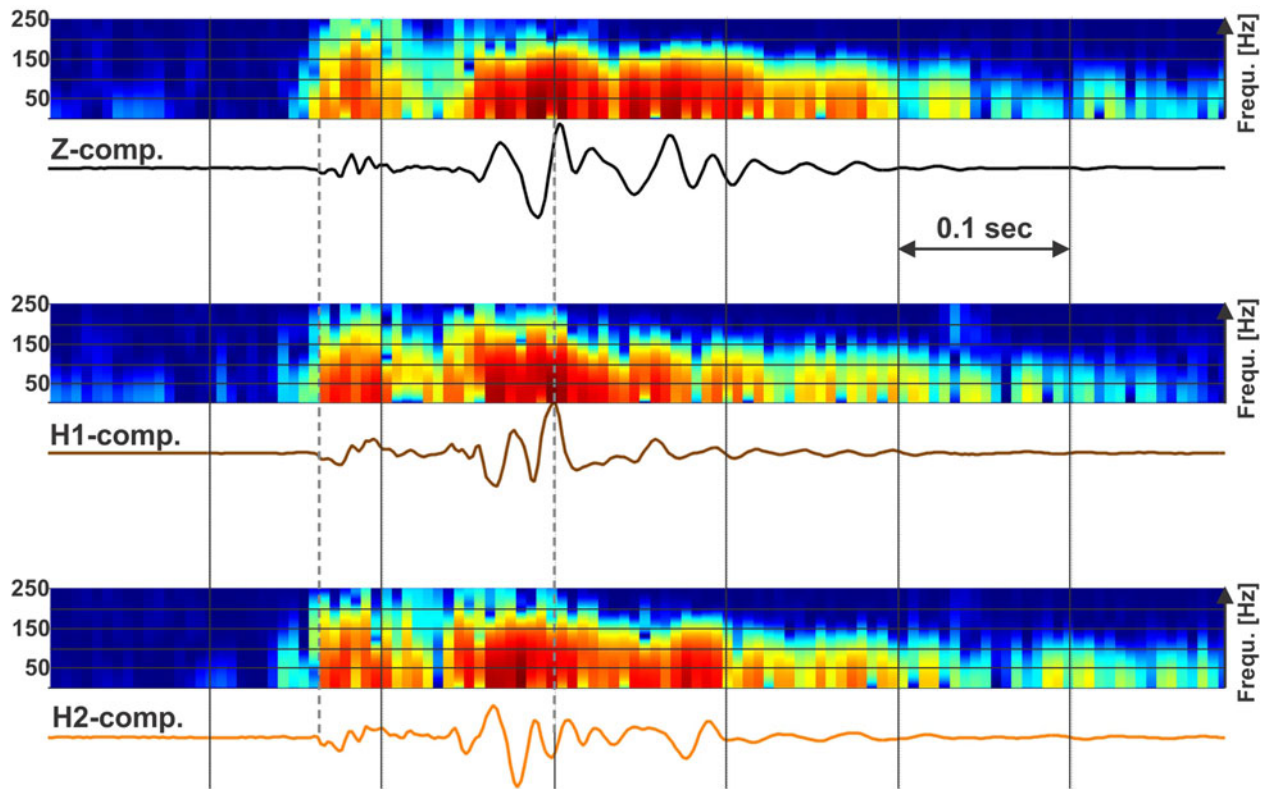 250
150
50
Frequ. [Hz]
Z-comp.
0.1 sec
250
150
50
Frequ. [Hz]
H1-comp.
250
150
50
Frequ. [Hz]
H2-comp.